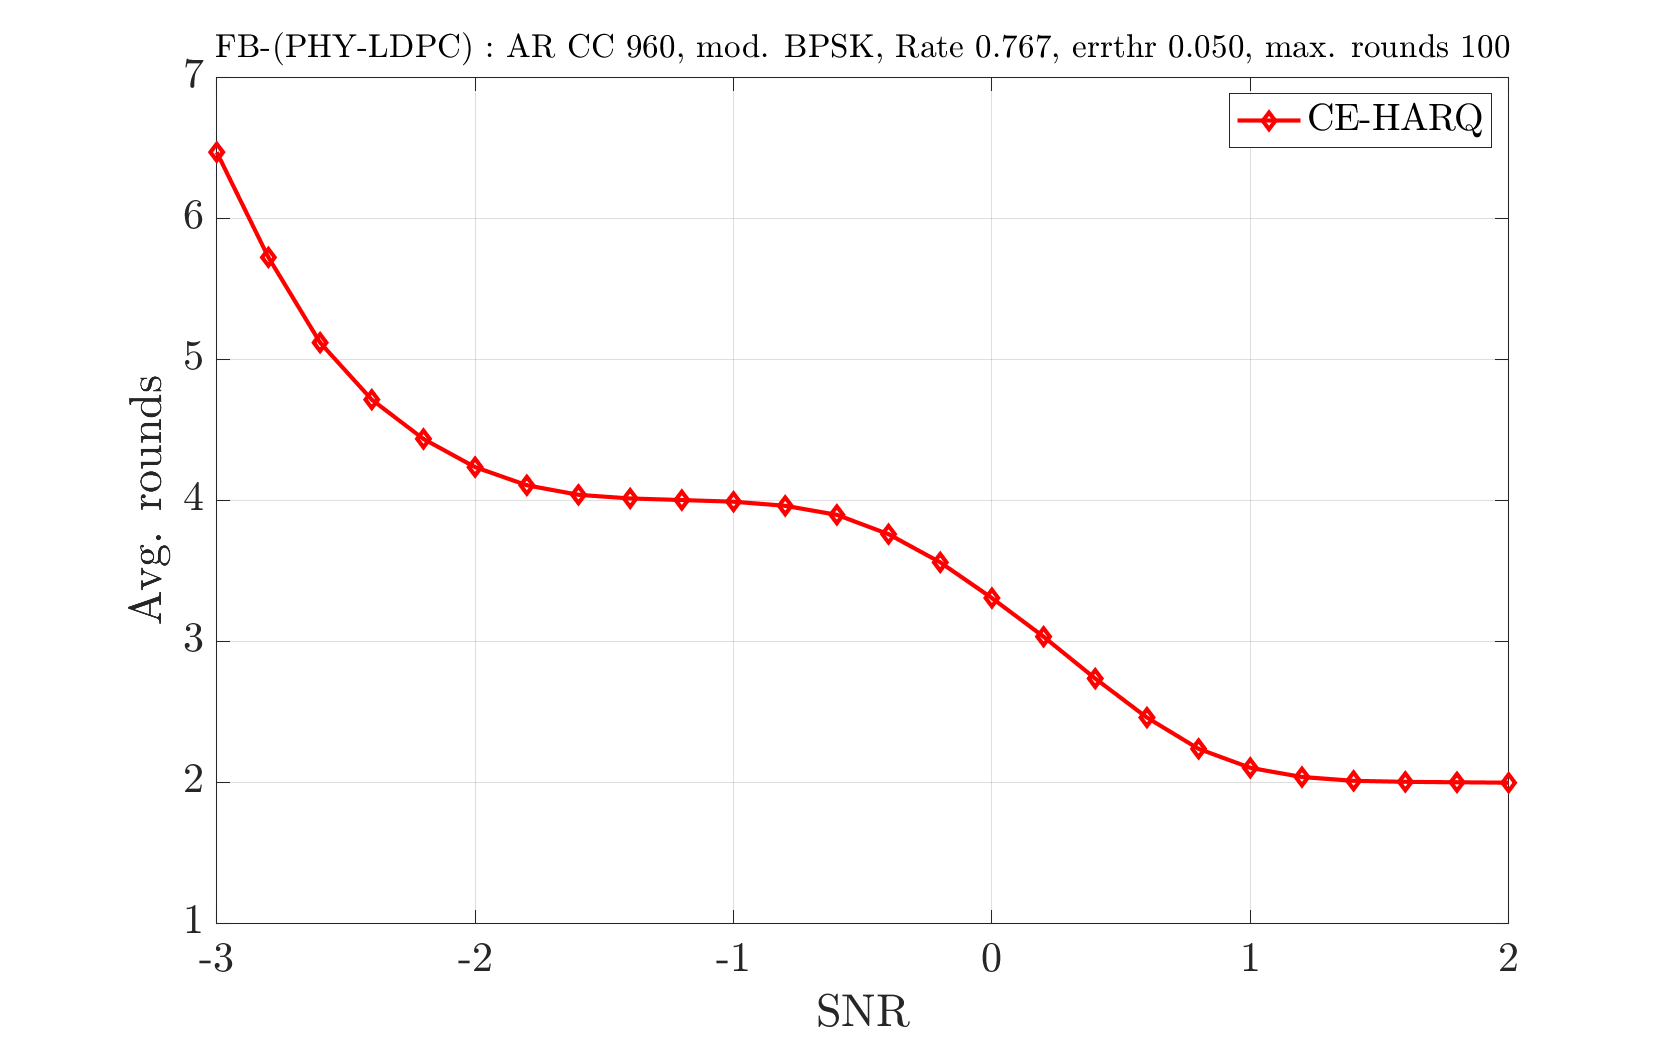 FB-(PHY-LDPC) : AR CC 960, mod. BPSK, Rate 0.767, errthr 0.050, max. rounds 100
7
CE-HARQ
6
5
4
3
2
1
Avg. rounds
-3 -2 -1 0 1 2
SNR